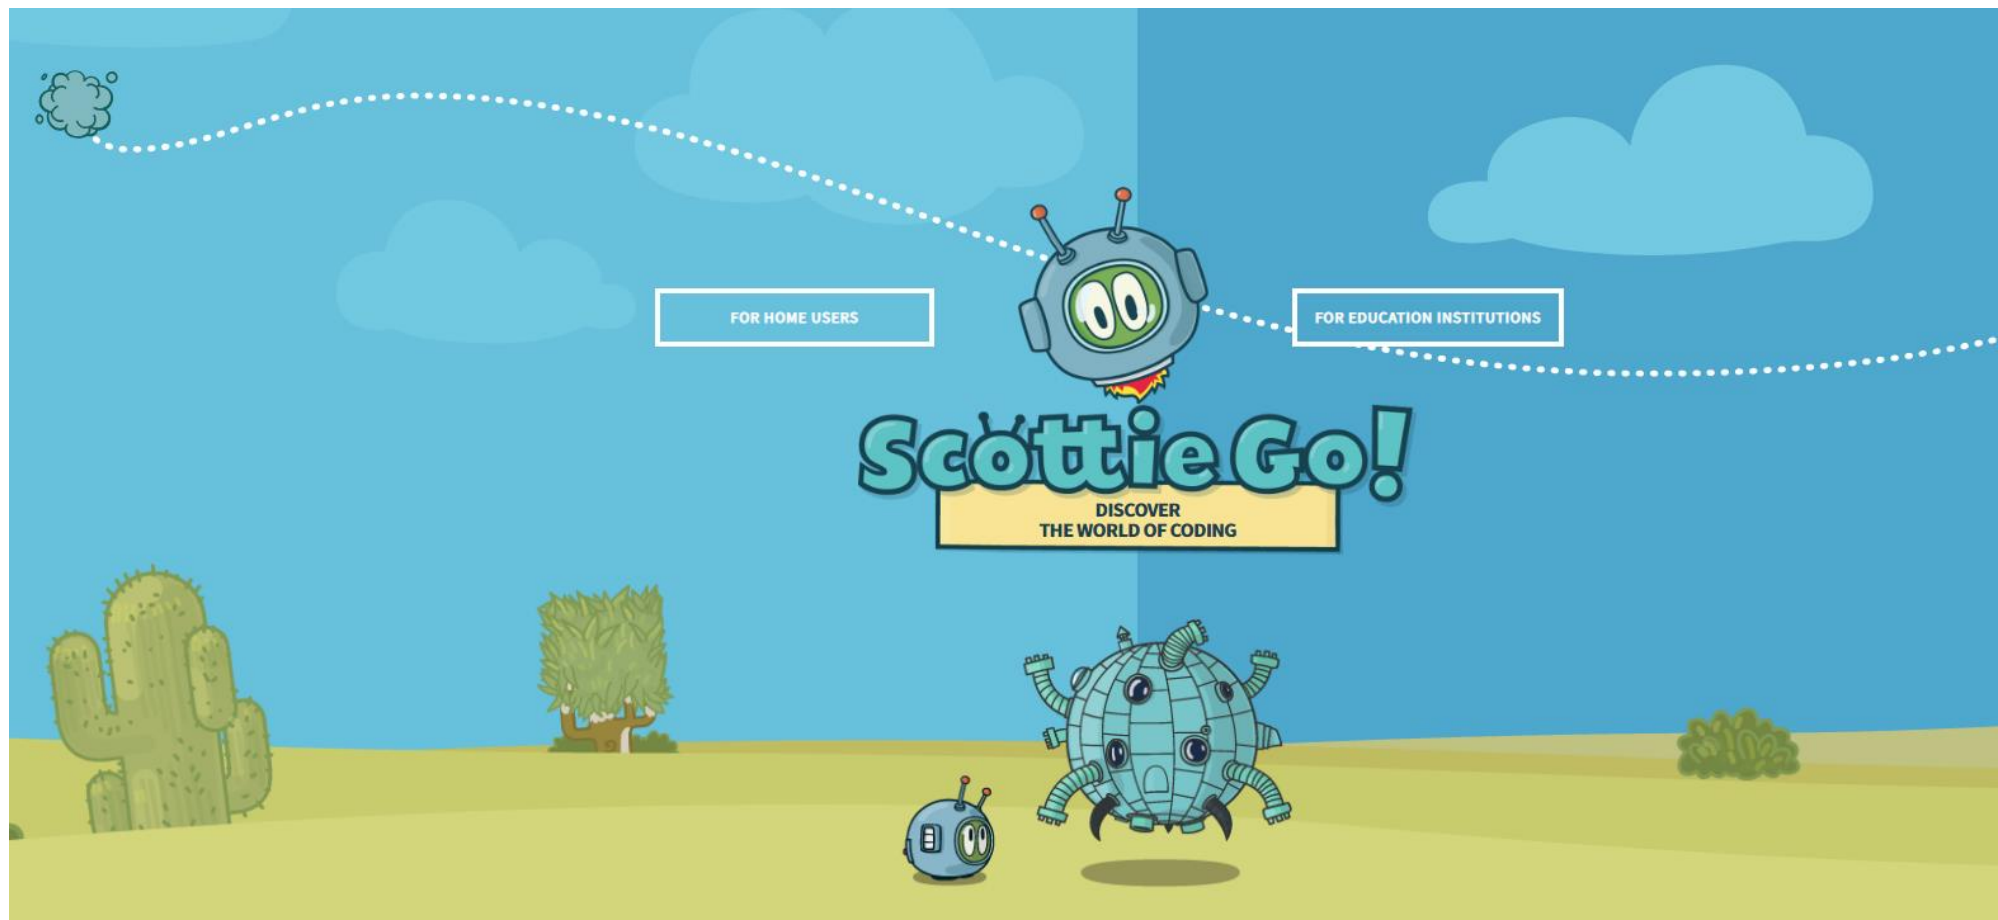 FOR HOME USERS
FOR EDUCATION INSTITUTIONS
Scottie Go!
DISCOVER
THE WORLD OF CODING